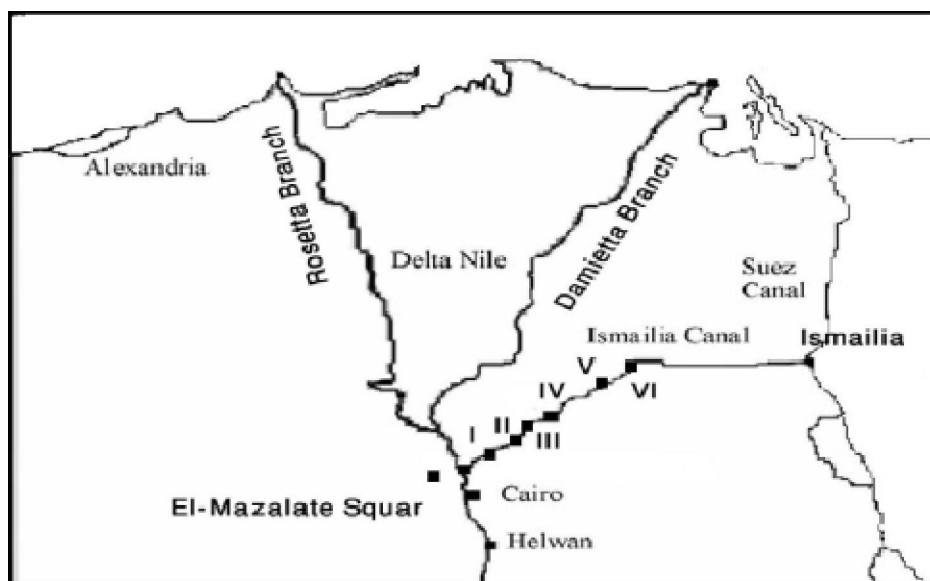 Alexandria
Rosetta Branch
Delta Nile
Damietta Branch
Suez
Canal
Ismailia Canal
Ismailia
V
IV
VI
II
I
III
El-Mazalate Squar
Cairo
Helwan